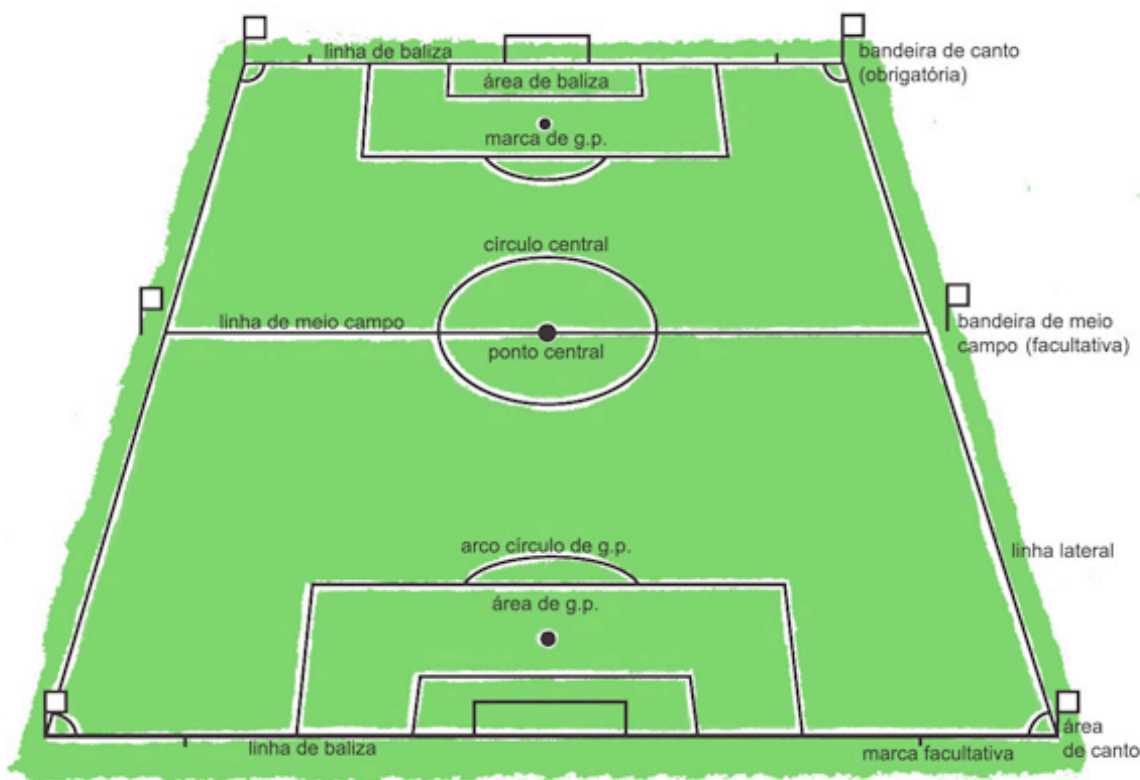 linha de baliza
bandeira de canto
(obrigatória)
área de baliza
marca de g.p.
círculo central
linha de meio campo
bandeira de meio
campo (facultativa)
ponto central
arco círculo de g.p.
linha lateral
área de g.p.
área
de canto
linha de baliza
marca facultativa